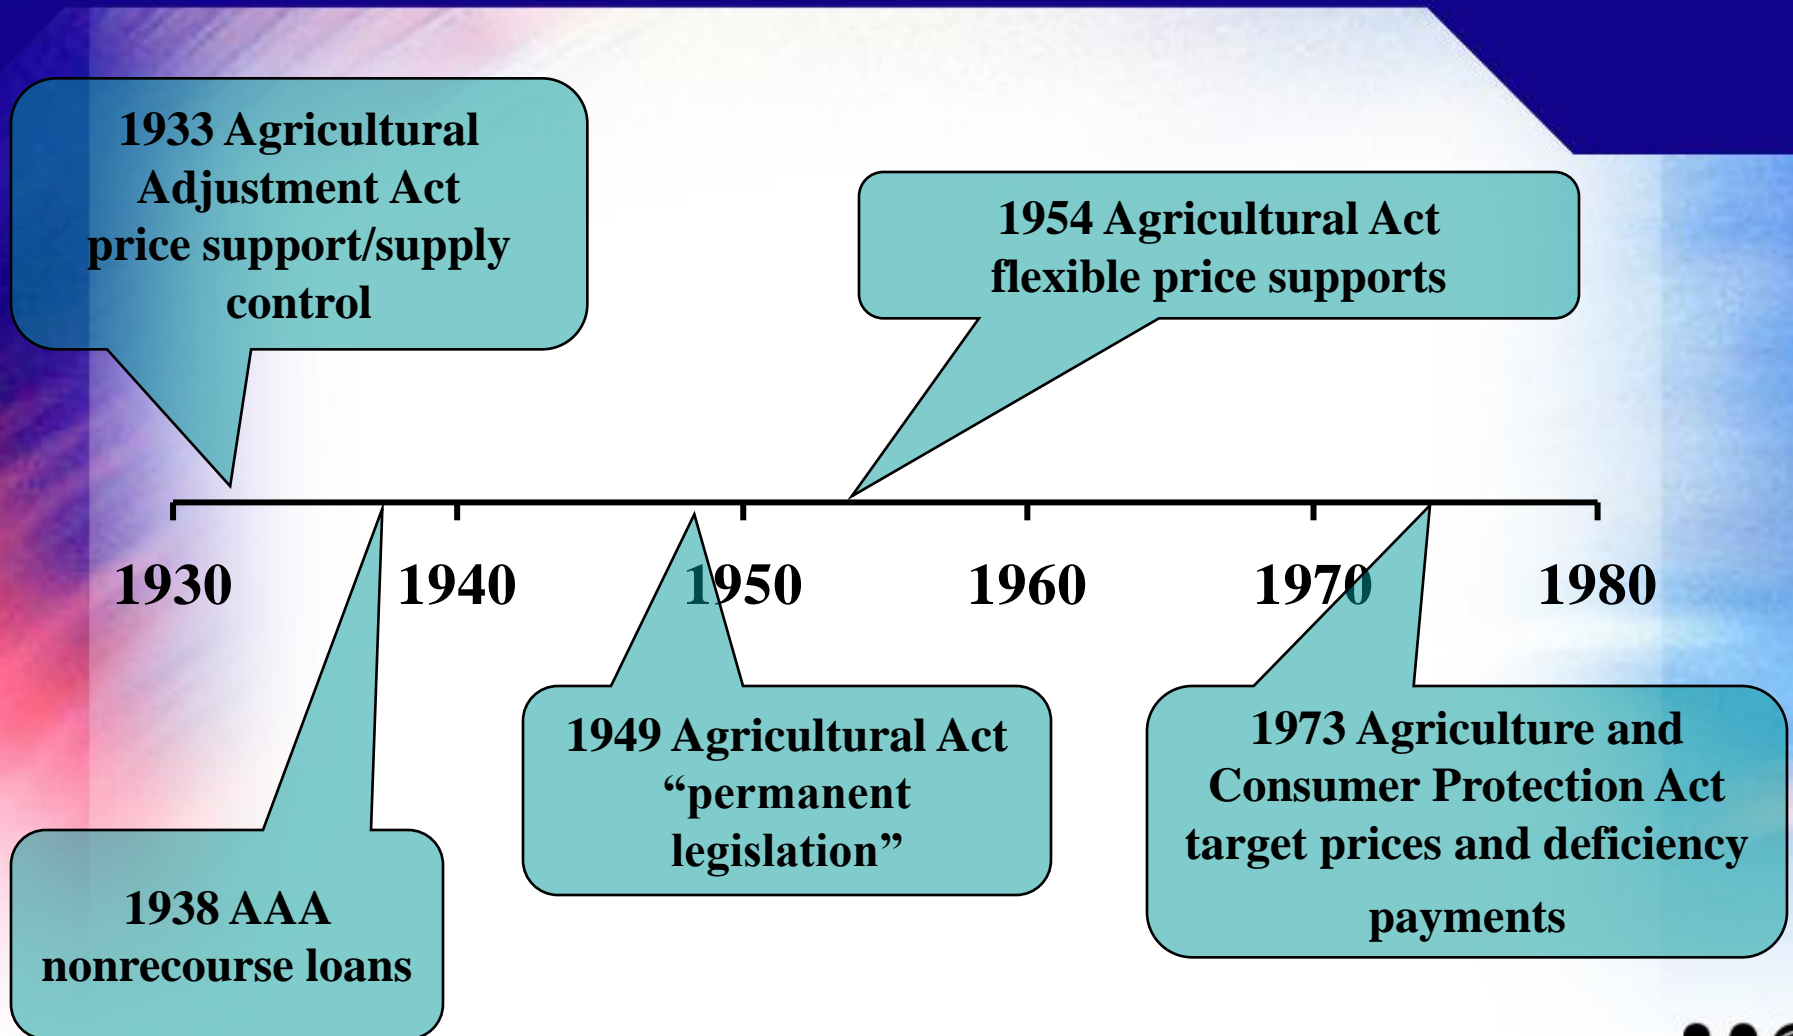 1933 Agricultural
Adjustment Act
price support/supply
control
1954 Agricultural Act
flexible price supports
1930
1940
1950
1960
1970
1980
1938 AAA
nonrecourse loans
1949 Agricultural Act
“permanent
legislation”
1973 Agriculture and
Consumer Protection Act
target prices and deficiency
payments